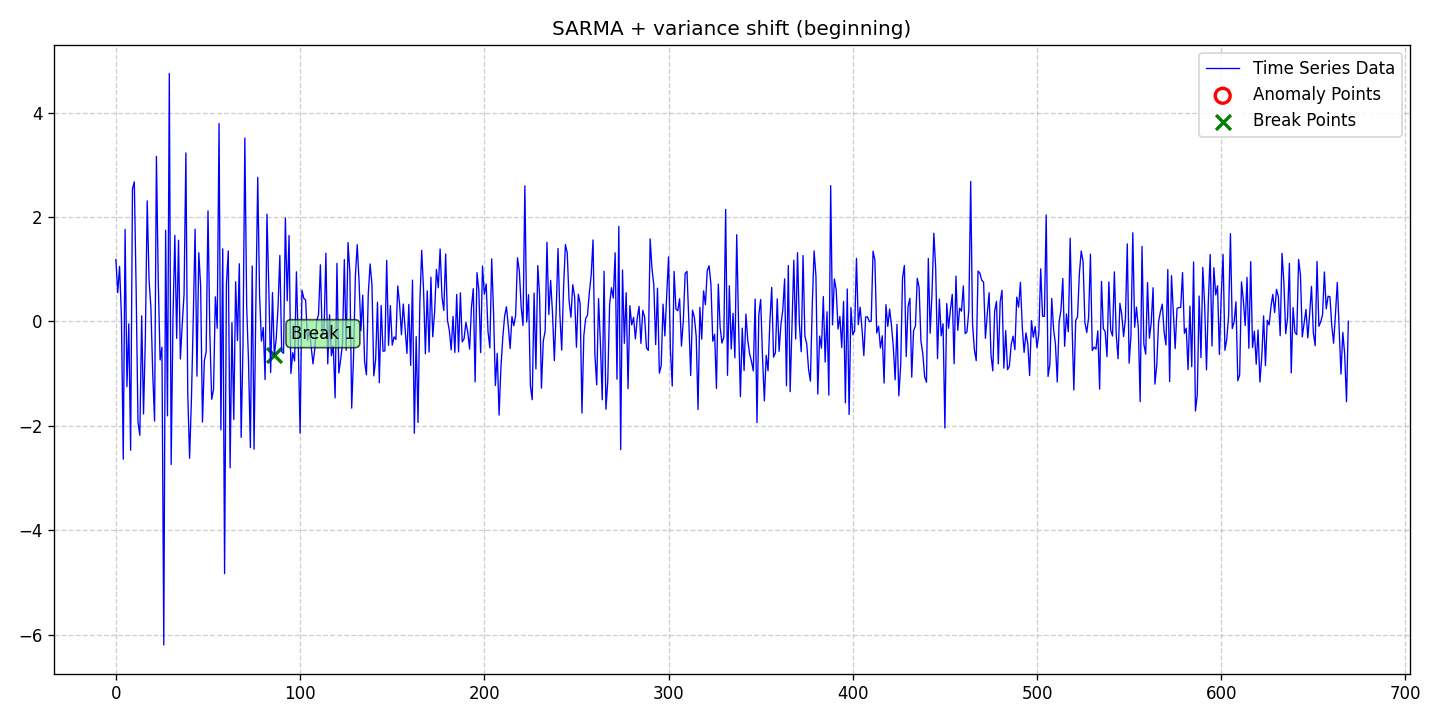 SARMA + variance shift (beginning)
Time Series Data
Anomaly Points
Break Points
Break 1
4
2
0
−2
−4
−6
0
100
200
300
400
500
600
700